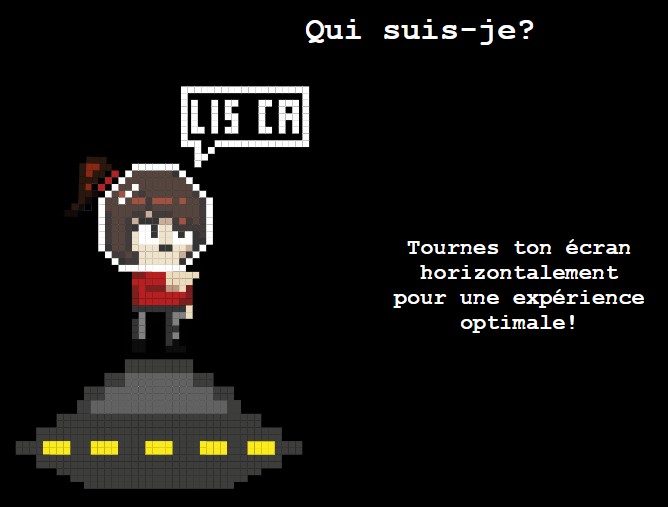 Qui suis-je?
LIS CA
Tournes ton écran
horizontalement
pour une expérience
optimale!